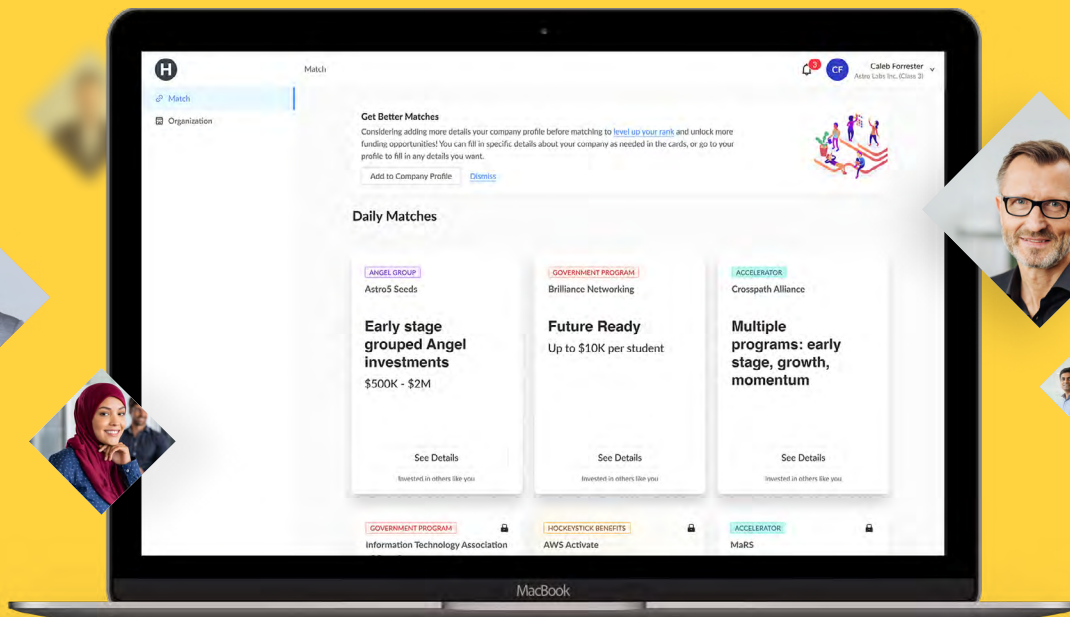 H
Match
3
CF
Caleb Forrester
Astro Labs Inc. (Class 3)
Match
Organization
Get Better Matches
Considering adding more details your company profile before matching to level up your rank and unlock more
funding opportunities! You can fill in specific details about your company as needed in the cards, or go to your
profile to fill in any details you want.
Add to Company Profile Dismiss
Daily Matches
ANGEL GROUP
Astro5 Seeds
Early stage
grouped Angel
investments
$500K - $2M
See Details
Invested in others like you
GOVERNMENT PROGRAM
Brilliance Networking
Future Ready
Up to $10K per student
See Details
Invested in others like you
ACCELERATOR
Crosspath Alliance
Multiple
programs: early
stage, growth,
momentum
See Details
Invested in others like you
GOVERNMENT PROGRAM
Information Technology Association
HOCKEYSTICK BENEFITS
AWS Activate
ACCELERATOR
MaRS
MacBook